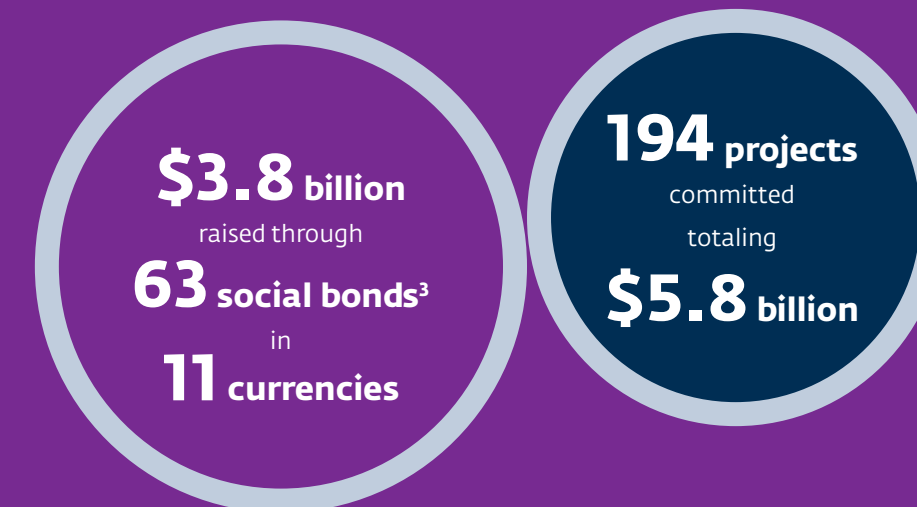 $3.8 billion
raised through
63 social bonds³
in
11 currencies
194 projects
committed
totaling
$5.8 billion